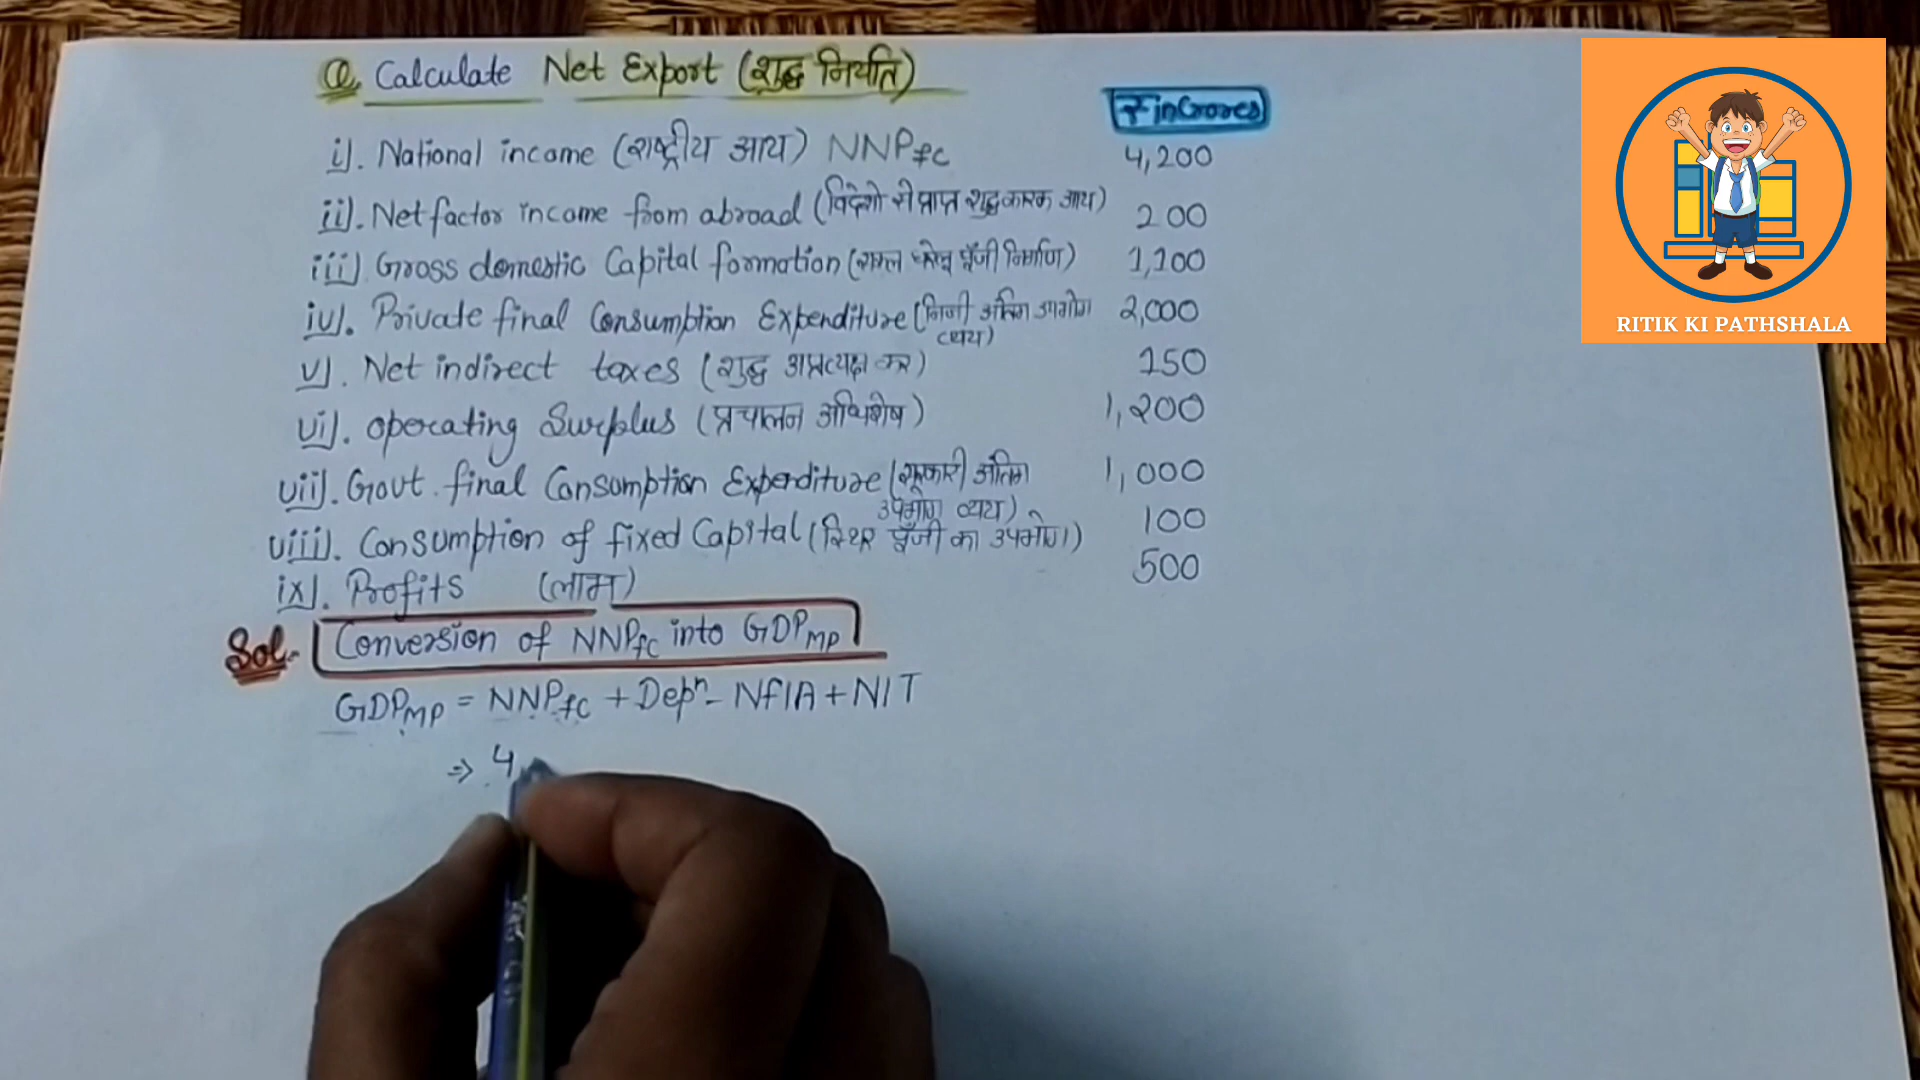 Q. Calculate Net Export (शुद्ध निर्यात)
₹ in Crores
i). National income (राष्ट्रीय आय) NNPfc 4,200
ii). Net factor income from abroad (विदेशो से प्राप्त शुद्ध कारक आय) 200
iii). Gross domestic Capital formation (सकल घरेलू पूँजी निर्माण) 1,100
iv). Private final Consumption Expenditure (निजी अंतिम उपभोग व्यय) 2,000
v). Net indirect taxes (शुद्ध अप्रत्यक्ष कर) 150
vi). Operating Surplus (प्रचालन अधिशेष) 1,200
vii). Govt. final Consumption Expenditure (सरकारी अंतिम उपभोग व्यय) 1,000
viii). Consumption of fixed Capital (स्थिर पूँजी का उपभोग) 100
ix). Profits (लाभ) 500
Sol. Conversion of NNPfc into GDPMP
GDPMP = NNPfc + Depⁿ - NFIA + NIT
⇒ 4,
RITIK KI PATHSHALA